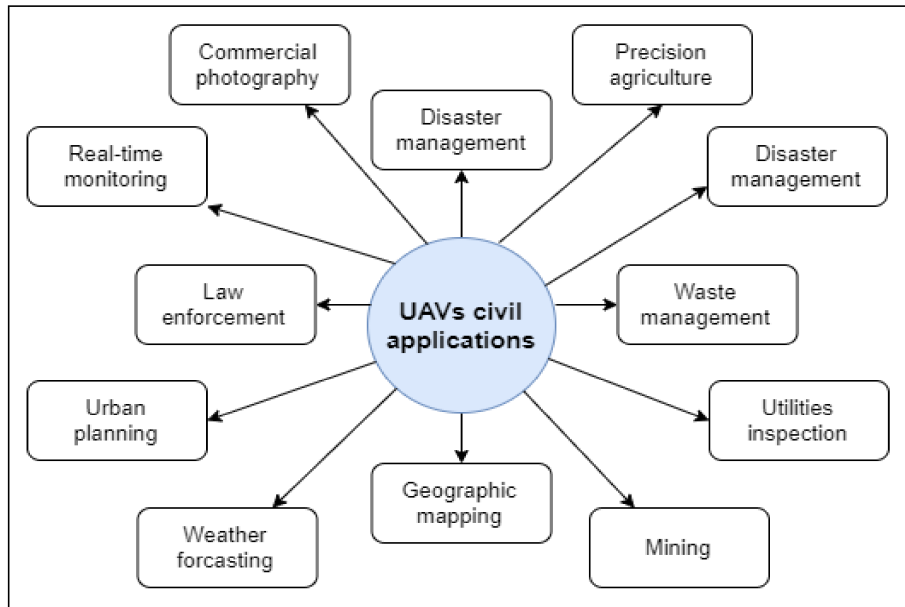 Commercial
photography
Precision
agriculture
Disaster
management
Real-time
monitoring
Disaster
management
Law
enforcement
UAVs civil
applications
Waste
management
Urban
planning
Utilities
inspection
Geographic
mapping
Weather
forcasting
Mining